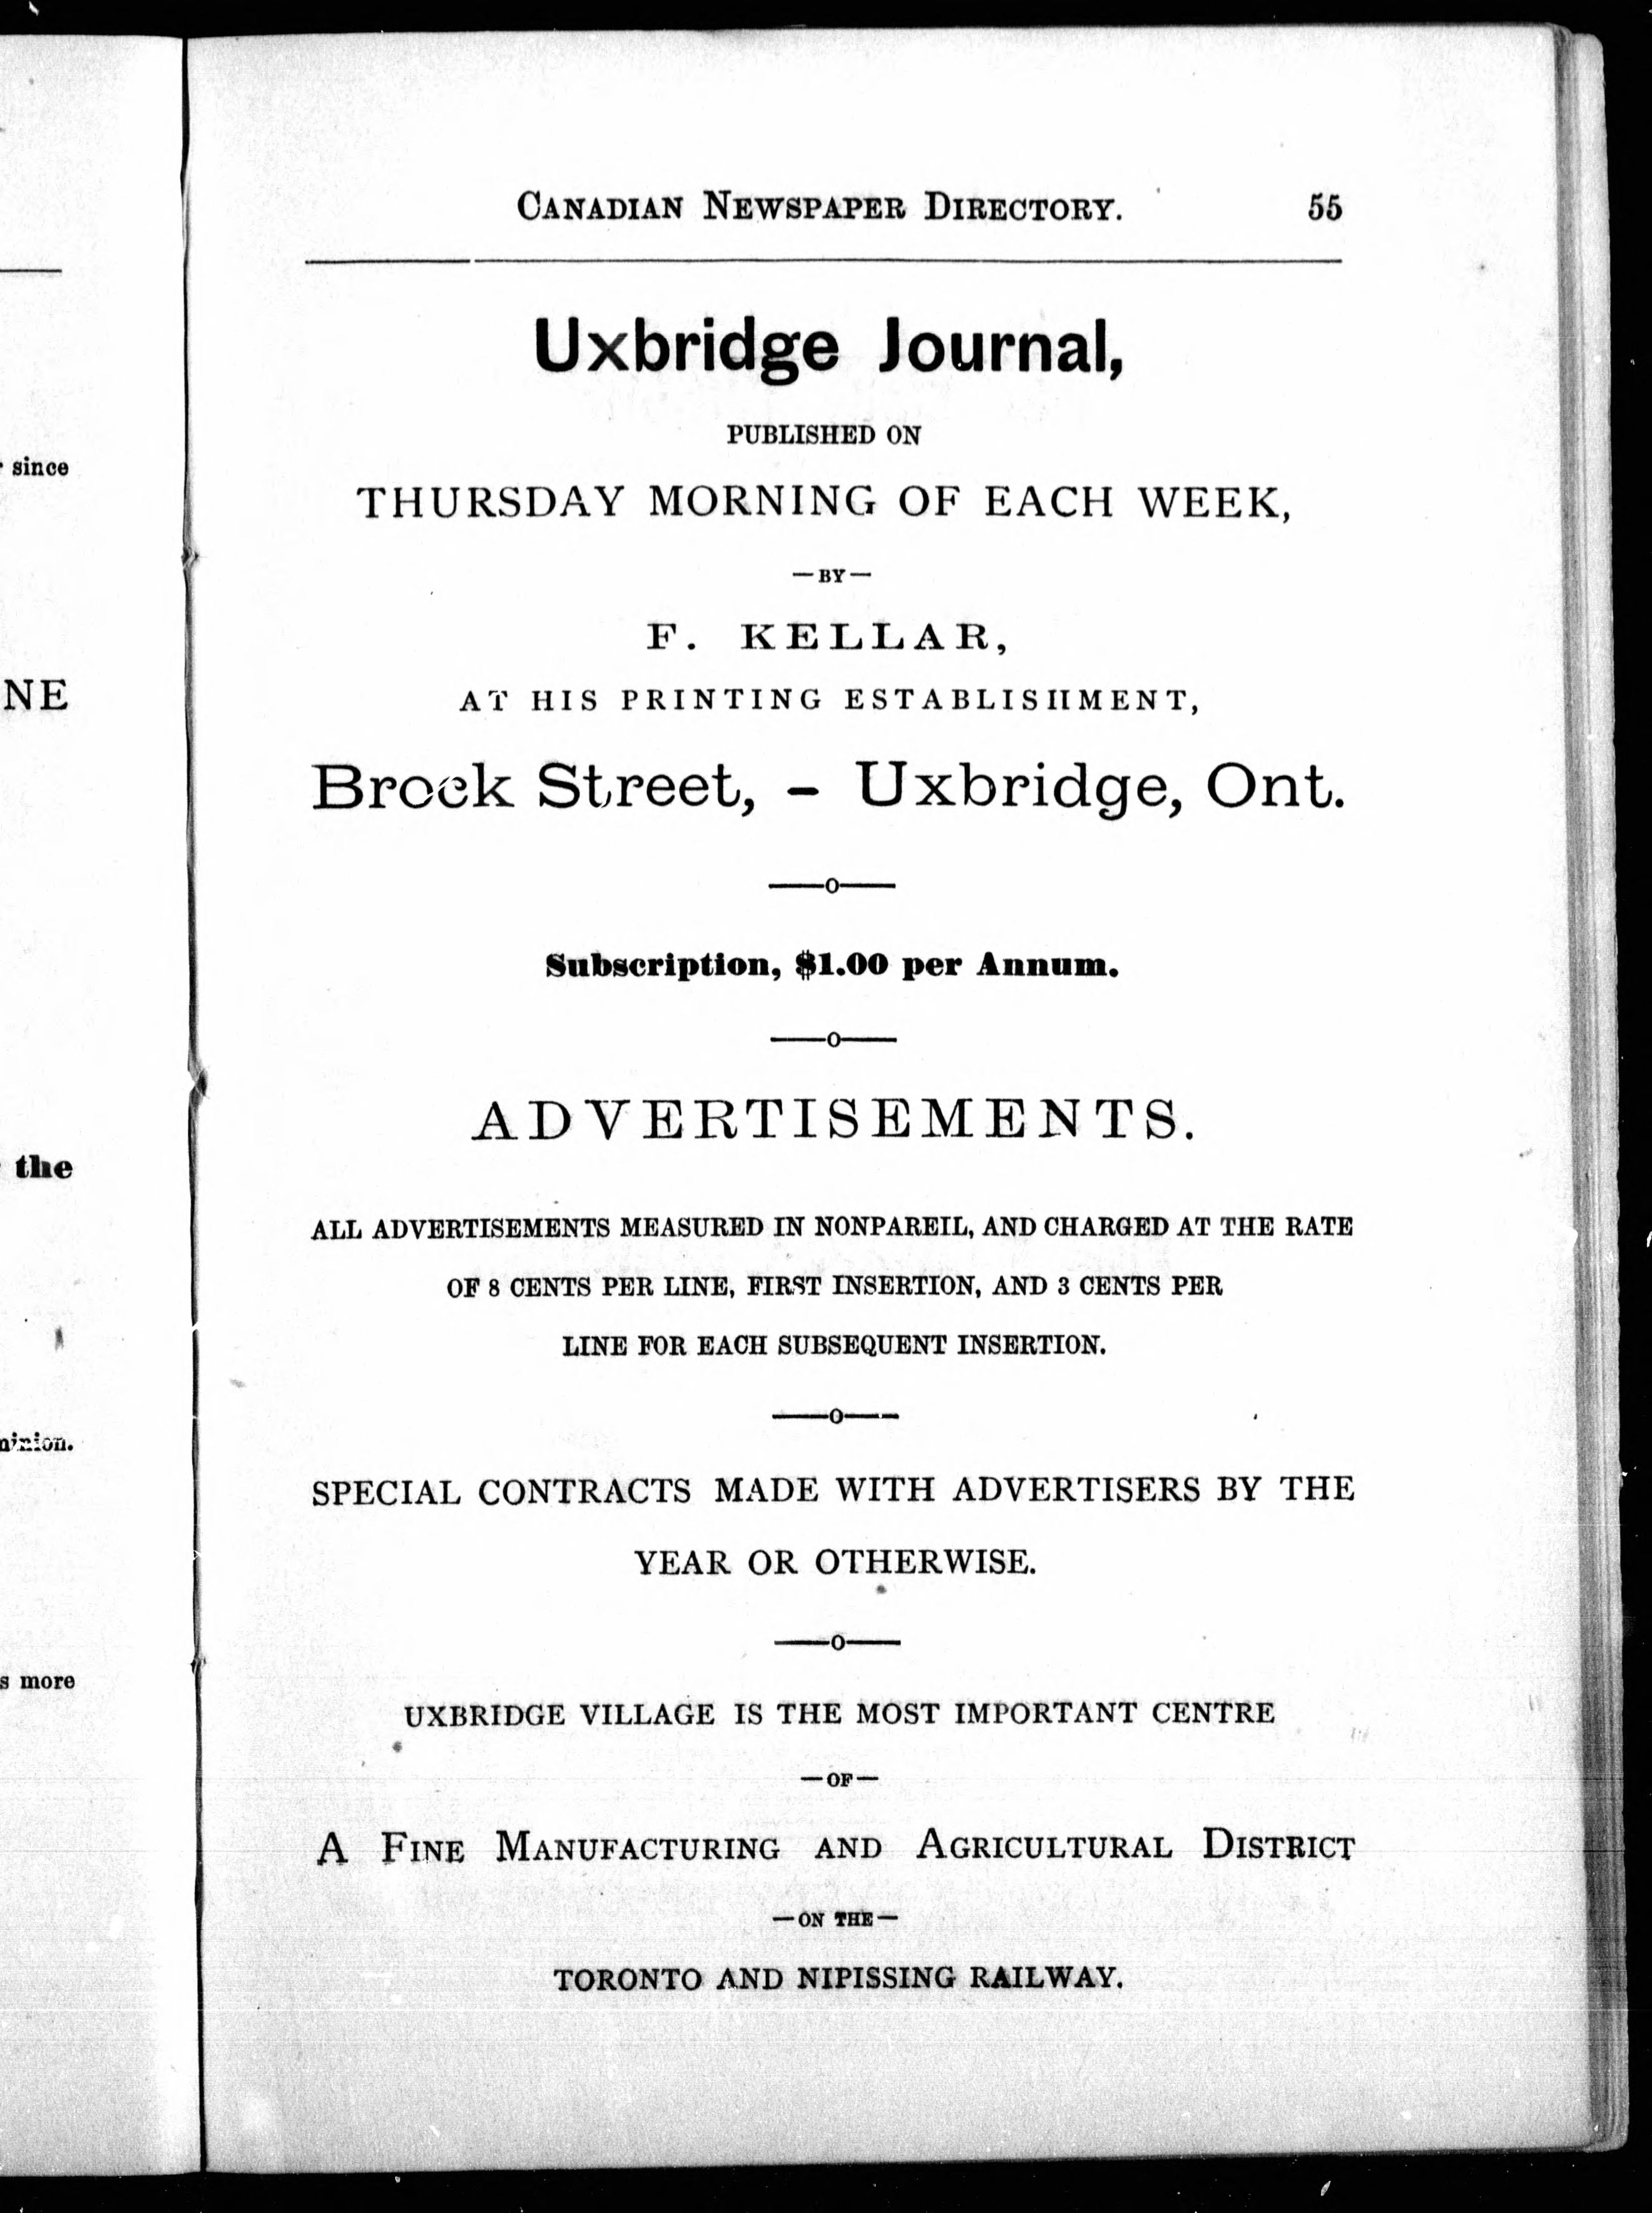 since
NE
the
minion.
s more
CANADIAN NEWSPAPER DIRECTORY. 55
Uxbridge Journal,
PUBLISHED ON
THURSDAY MORNING OF EACH WEEK,
—BY—
F. KELLAR,
AT HIS PRINTING ESTABLISHMENT,
Brock Street, - Uxbridge, Ont.
——o——
Subscription, $1.00 per Annum.
——o——
ADVERTISEMENTS.
ALL ADVERTISEMENTS MEASURED IN NONPAREIL, AND CHARGED AT THE RATE
OF 8 CENTS PER LINE, FIRST INSERTION, AND 3 CENTS PER
LINE FOR EACH SUBSEQUENT INSERTION.
——o——
SPECIAL CONTRACTS MADE WITH ADVERTISERS BY THE
YEAR OR OTHERWISE.
——o——
UXBRIDGE VILLAGE IS THE MOST IMPORTANT CENTRE
—OF—
A FINE MANUFACTURING AND AGRICULTURAL DISTRICT
—ON THE—
TORONTO AND NIPISSING RAILWAY.